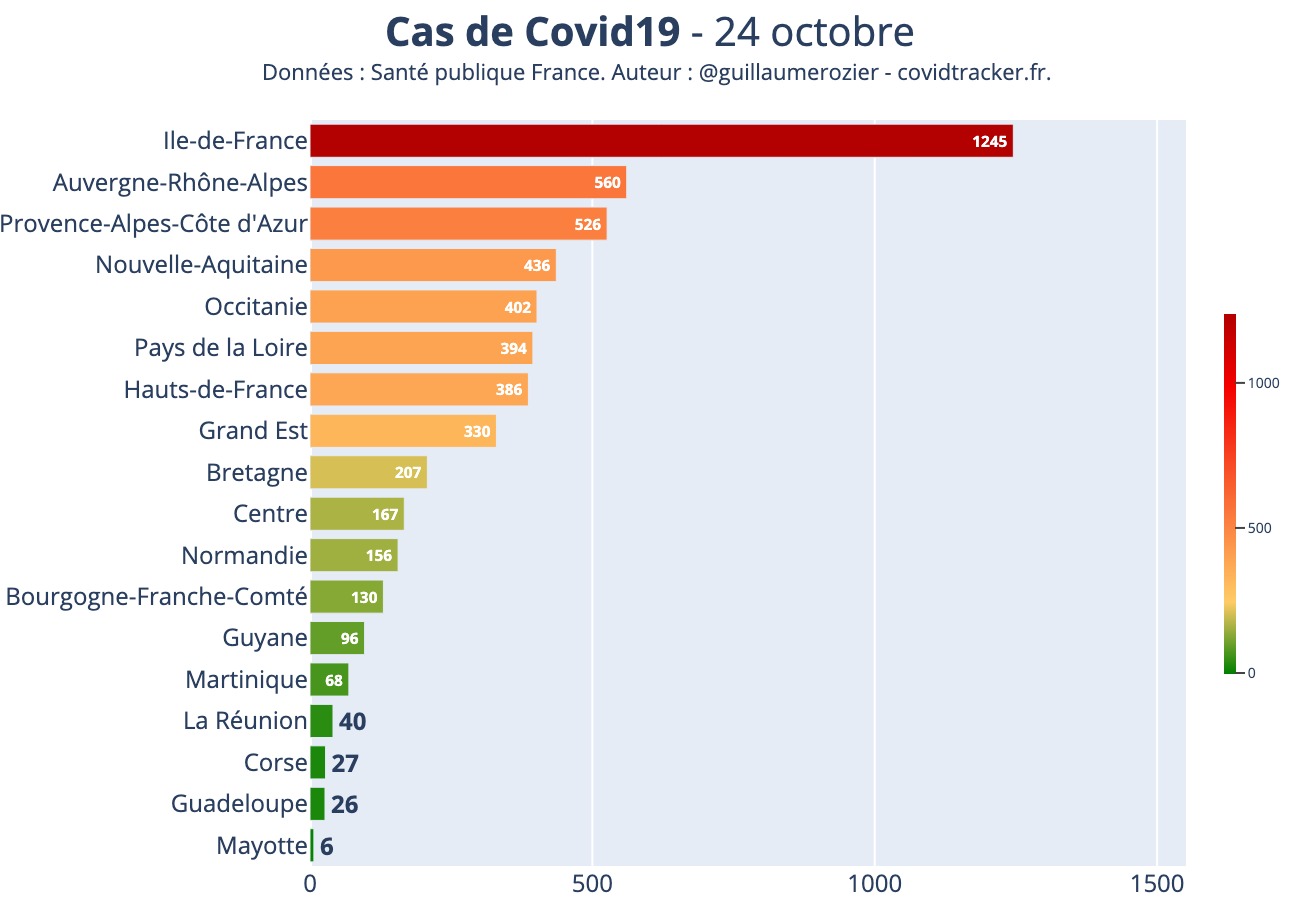 Cas de Covid19 - 24 octobre
Données : Santé publique France. Auteur : @guillaumerozier - covidtracker.fr.
Ile-de-France 1245
Auvergne-Rhône-Alpes 560
Provence-Alpes-Côte d'Azur 526
Nouvelle-Aquitaine 436
Occitanie 402
Pays de la Loire 394
Hauts-de-France 386
Grand Est 330
Bretagne 207
Centre 167
Normandie 156
Bourgogne-Franche-Comté 130
Guyane 96
Martinique 68
La Réunion 40
Corse 27
Guadeloupe 26
Mayotte 6
0 500 1000 1500
1000
500
0